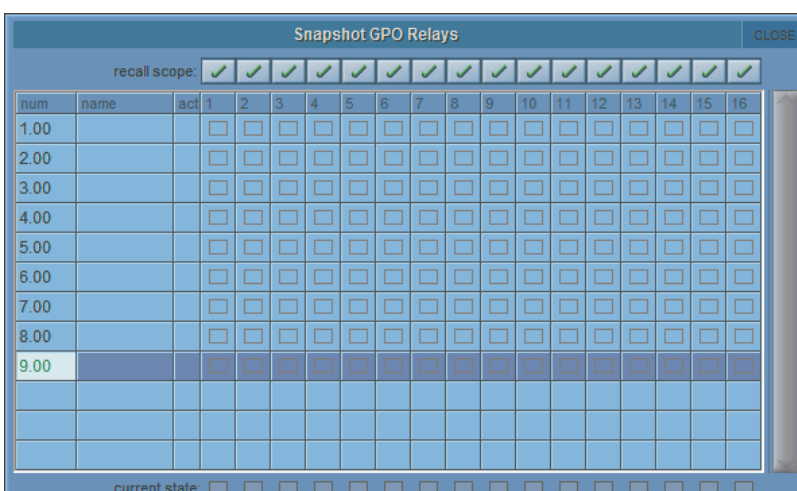 Snapshot GPO Relays CLOSE
recall scope:
num name act 1 2 3 4 5 6 7 8 9 10 11 12 13 14 15 16
1.00
2.00
3.00
4.00
5.00
6.00
7.00
8.00
9.00
current state: